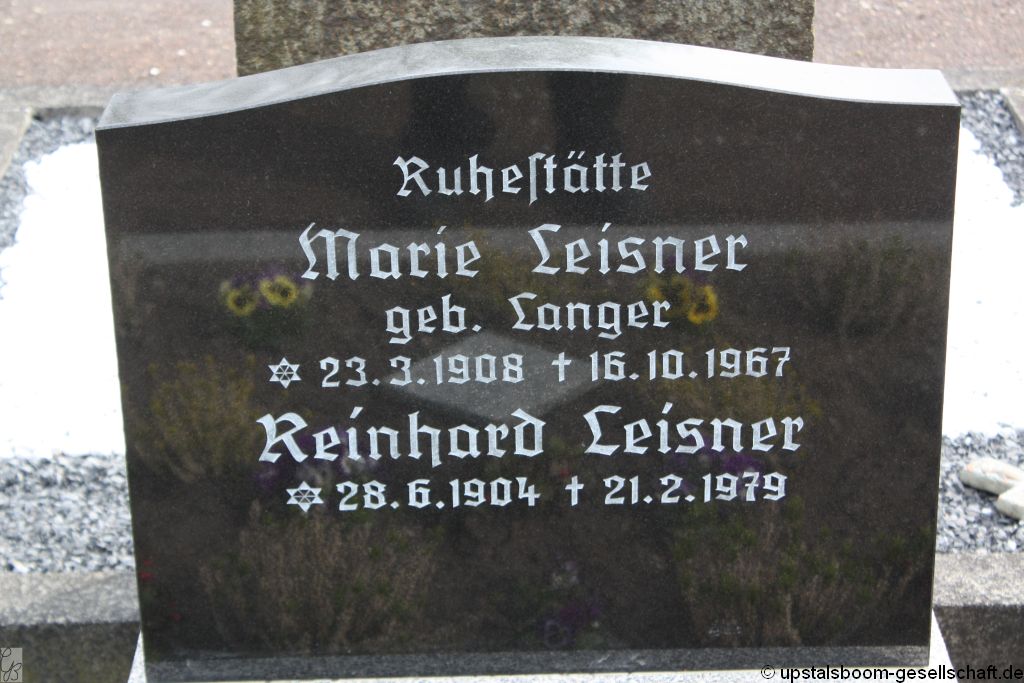 Ruheſtätte
Marie Leisner
geb. Langer
✡ 23.3.1908 † 16.10.1967
Reinhard Leisner
✡ 28.6.1904 † 21.2.1979
© upstalsboom-gesellschaft.de